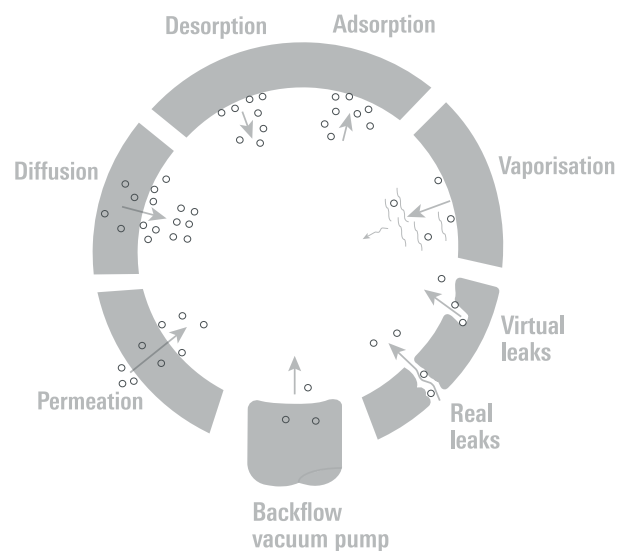 Desorption
Adsorption
Diffusion
Vaporisation
Virtual
leaks
Permeation
Real
leaks
Backflow
vacuum pump